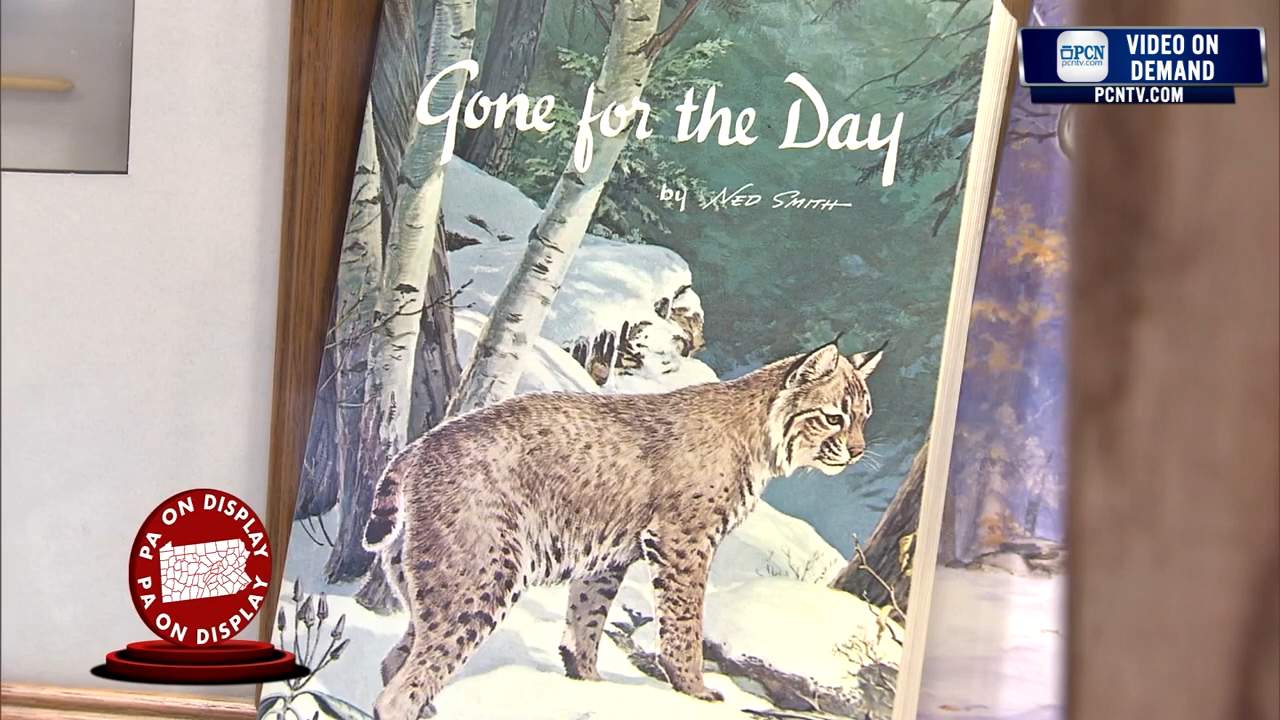 Gone for the Day
by NED SMITH
PCN
pcntv.com
VIDEO ON
DEMAND
PCNTV.COM
PA ON DISPLAY
PA ON DISPLAY